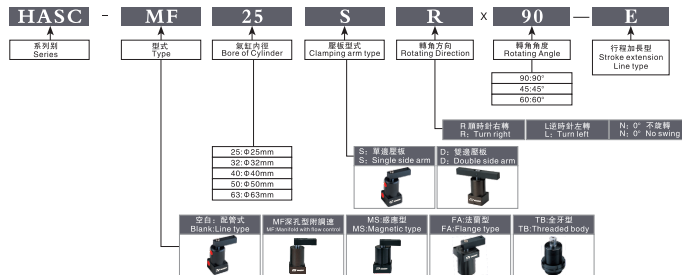 HASC - MF 25 S R X 90 — E
系列別
Series
型式
Type
氣缸內徑
Bore of Cylinder
壓板型式
Clamping arm type
轉角方向
Rotating Direction
轉角角度
Rotating Angle
行程加長型
Stroke extension
Line type
90:90°
45:45°
60:60°
R 順時針右轉
R: Turn right
L逆時針左轉
L: Turn left
N: 0° 不旋轉
N: 0° No swing
25: Φ25mm
32: Φ32mm
40: Φ40mm
50: Φ50mm
63: Φ63mm
S: 單邊壓板
S: Single side arm
D: 雙邊壓板
D: Double side arm
空白: 配管式
Blank:Line type
MF深孔型附調速
MF:Manifold with flow control
MS:感應型
MS:Magnetic type
FA:法蘭型
FA:Flange type
TB:全牙型
TB:Threaded body